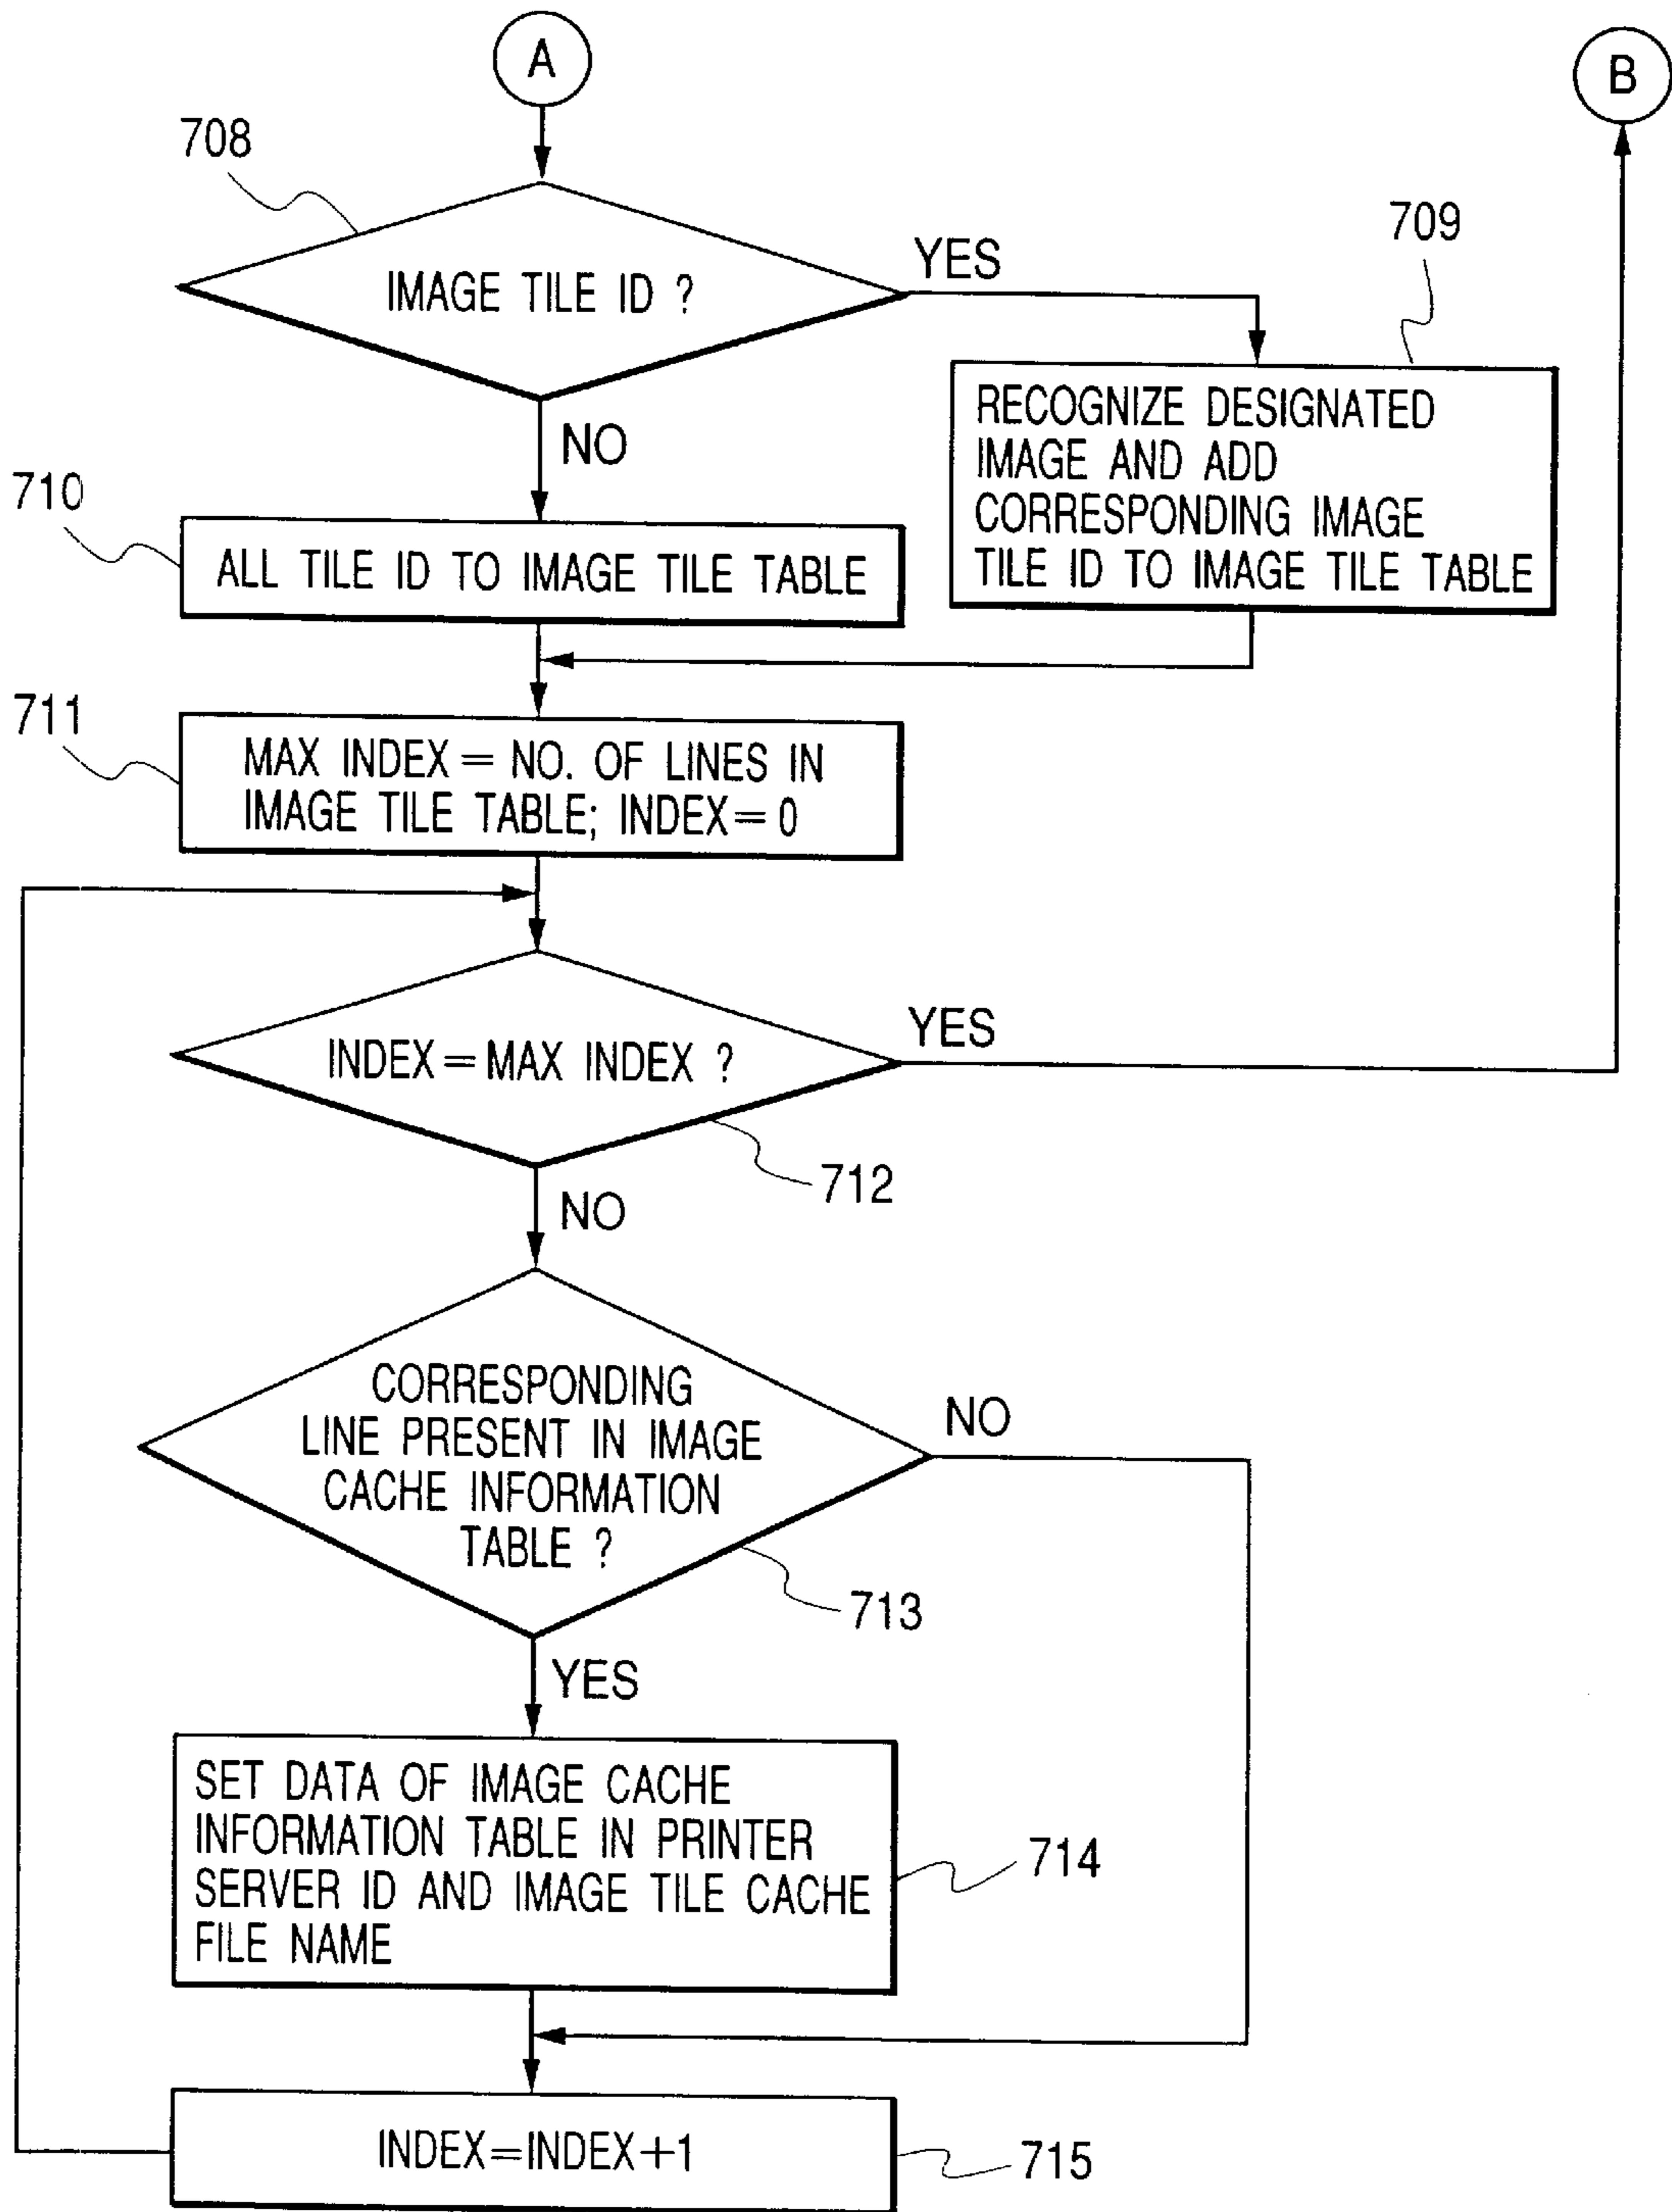 A
B
708
IMAGE TILE ID ?
YES
709
RECOGNIZE DESIGNATED
IMAGE AND ADD
CORRESPONDING IMAGE
TILE ID TO IMAGE TILE TABLE
NO
710
ALL TILE ID TO IMAGE TILE TABLE
711
MAX INDEX = NO. OF LINES IN
IMAGE TILE TABLE; INDEX = 0
INDEX = MAX INDEX ?
YES
712
NO
CORRESPONDING
LINE PRESENT IN IMAGE
CACHE INFORMATION
TABLE ?
NO
713
YES
SET DATA OF IMAGE CACHE
INFORMATION TABLE IN PRINTER
SERVER ID AND IMAGE TILE CACHE
FILE NAME
714
INDEX=INDEX+1
715